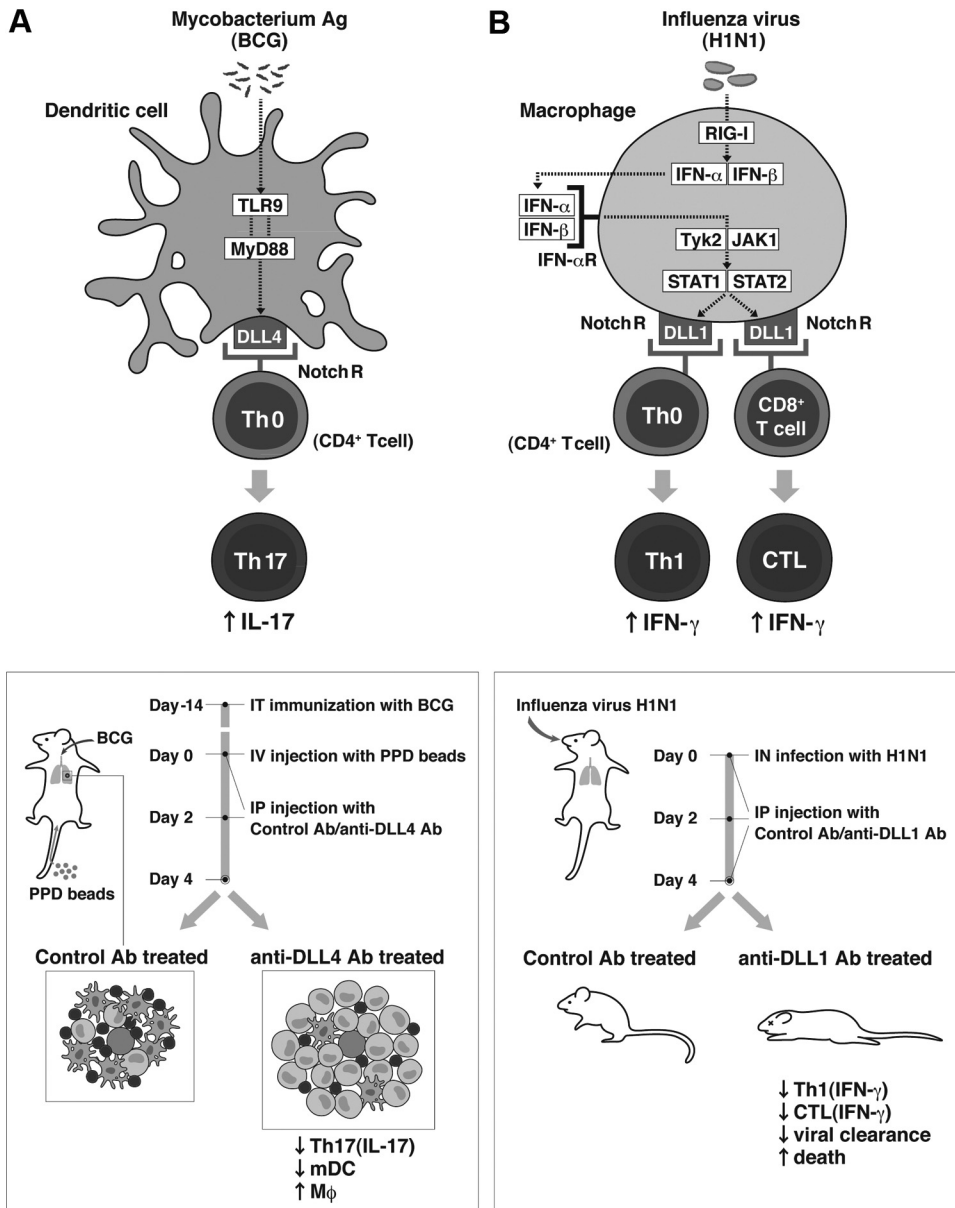 A
Mycobacterium Ag
(BCG)
Dendritic cell
TLR9
MyD88
DLL4
Notch R
Th0
(CD4+ Tcell)
Th17
↑ IL-17
B
Influenza virus
(H1N1)
Macrophage
RIG-I
IFN-α IFN-β
IFN-α
IFN-β
IFN-αR
Tyk2 JAK1
STAT1 STAT2
Notch R DLL1 DLL1 Notch R
Th0
CD8+
T cell
(CD4+ Tcell)
Th1
CTL
↑ IFN-γ ↑ IFN-γ
BCG
PPD beads
Day -14 IT immunization with BCG
Day 0 IV injection with PPD beads
Day 2
IP injection with
Control Ab/anti-DLL4 Ab
Day 4
Control Ab treated
anti-DLL4 Ab treated
↓ Th17(IL-17)
↓ mDC
↑ Mϕ
Influenza virus H1N1
Day 0 IN infection with H1N1
Day 2
IP injection with
Control Ab/anti-DLL1 Ab
Day 4
Control Ab treated
anti-DLL1 Ab treated
↓ Th1(IFN-γ)
↓ CTL(IFN-γ)
↓ viral clearance
↑ death